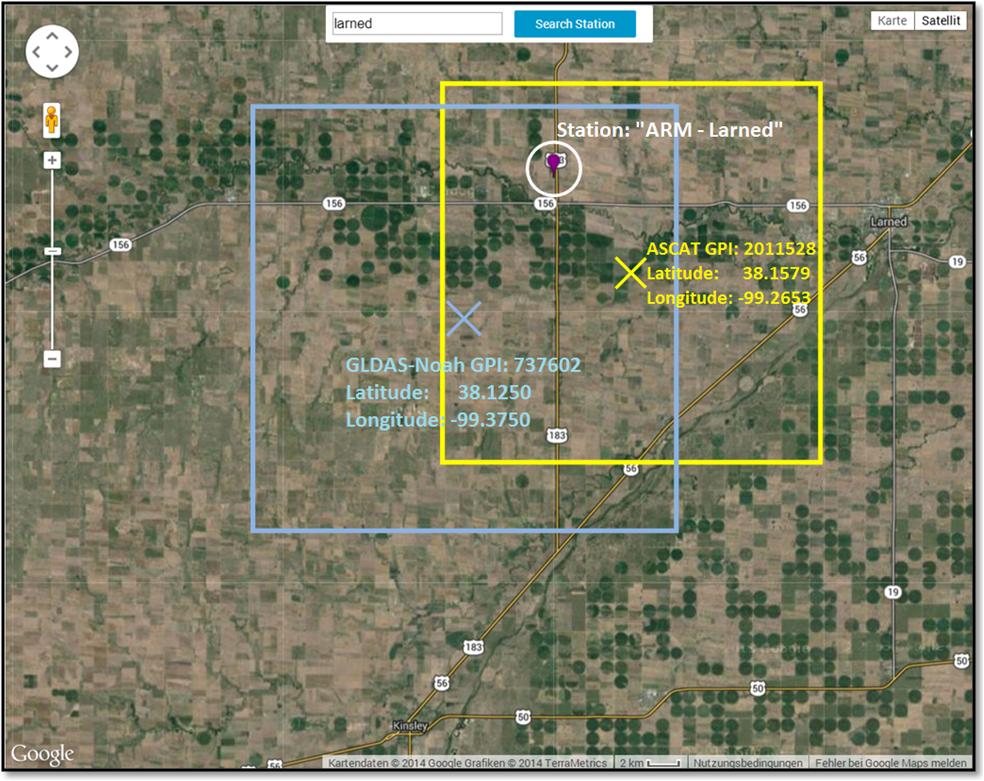 larned
Search Station
Karte
Satellit
Station: "ARM - Larned"
156
156
156
156
Larned
19
56
ASCAT GPI: 2011528
Latitude: 38.1579
Longitude: -99.2653
56
GLDAS-Noah GPI: 737602
Latitude: 38.1250
Longitude: -99.3750
183
56
19
183
50
56
50
50
Kinsley
56
Google
Kartendaten © 2014 Google Grafiken © 2014 TerraMetrics
2 km
Nutzungsbedingungen
Fehler bei Google Maps melden